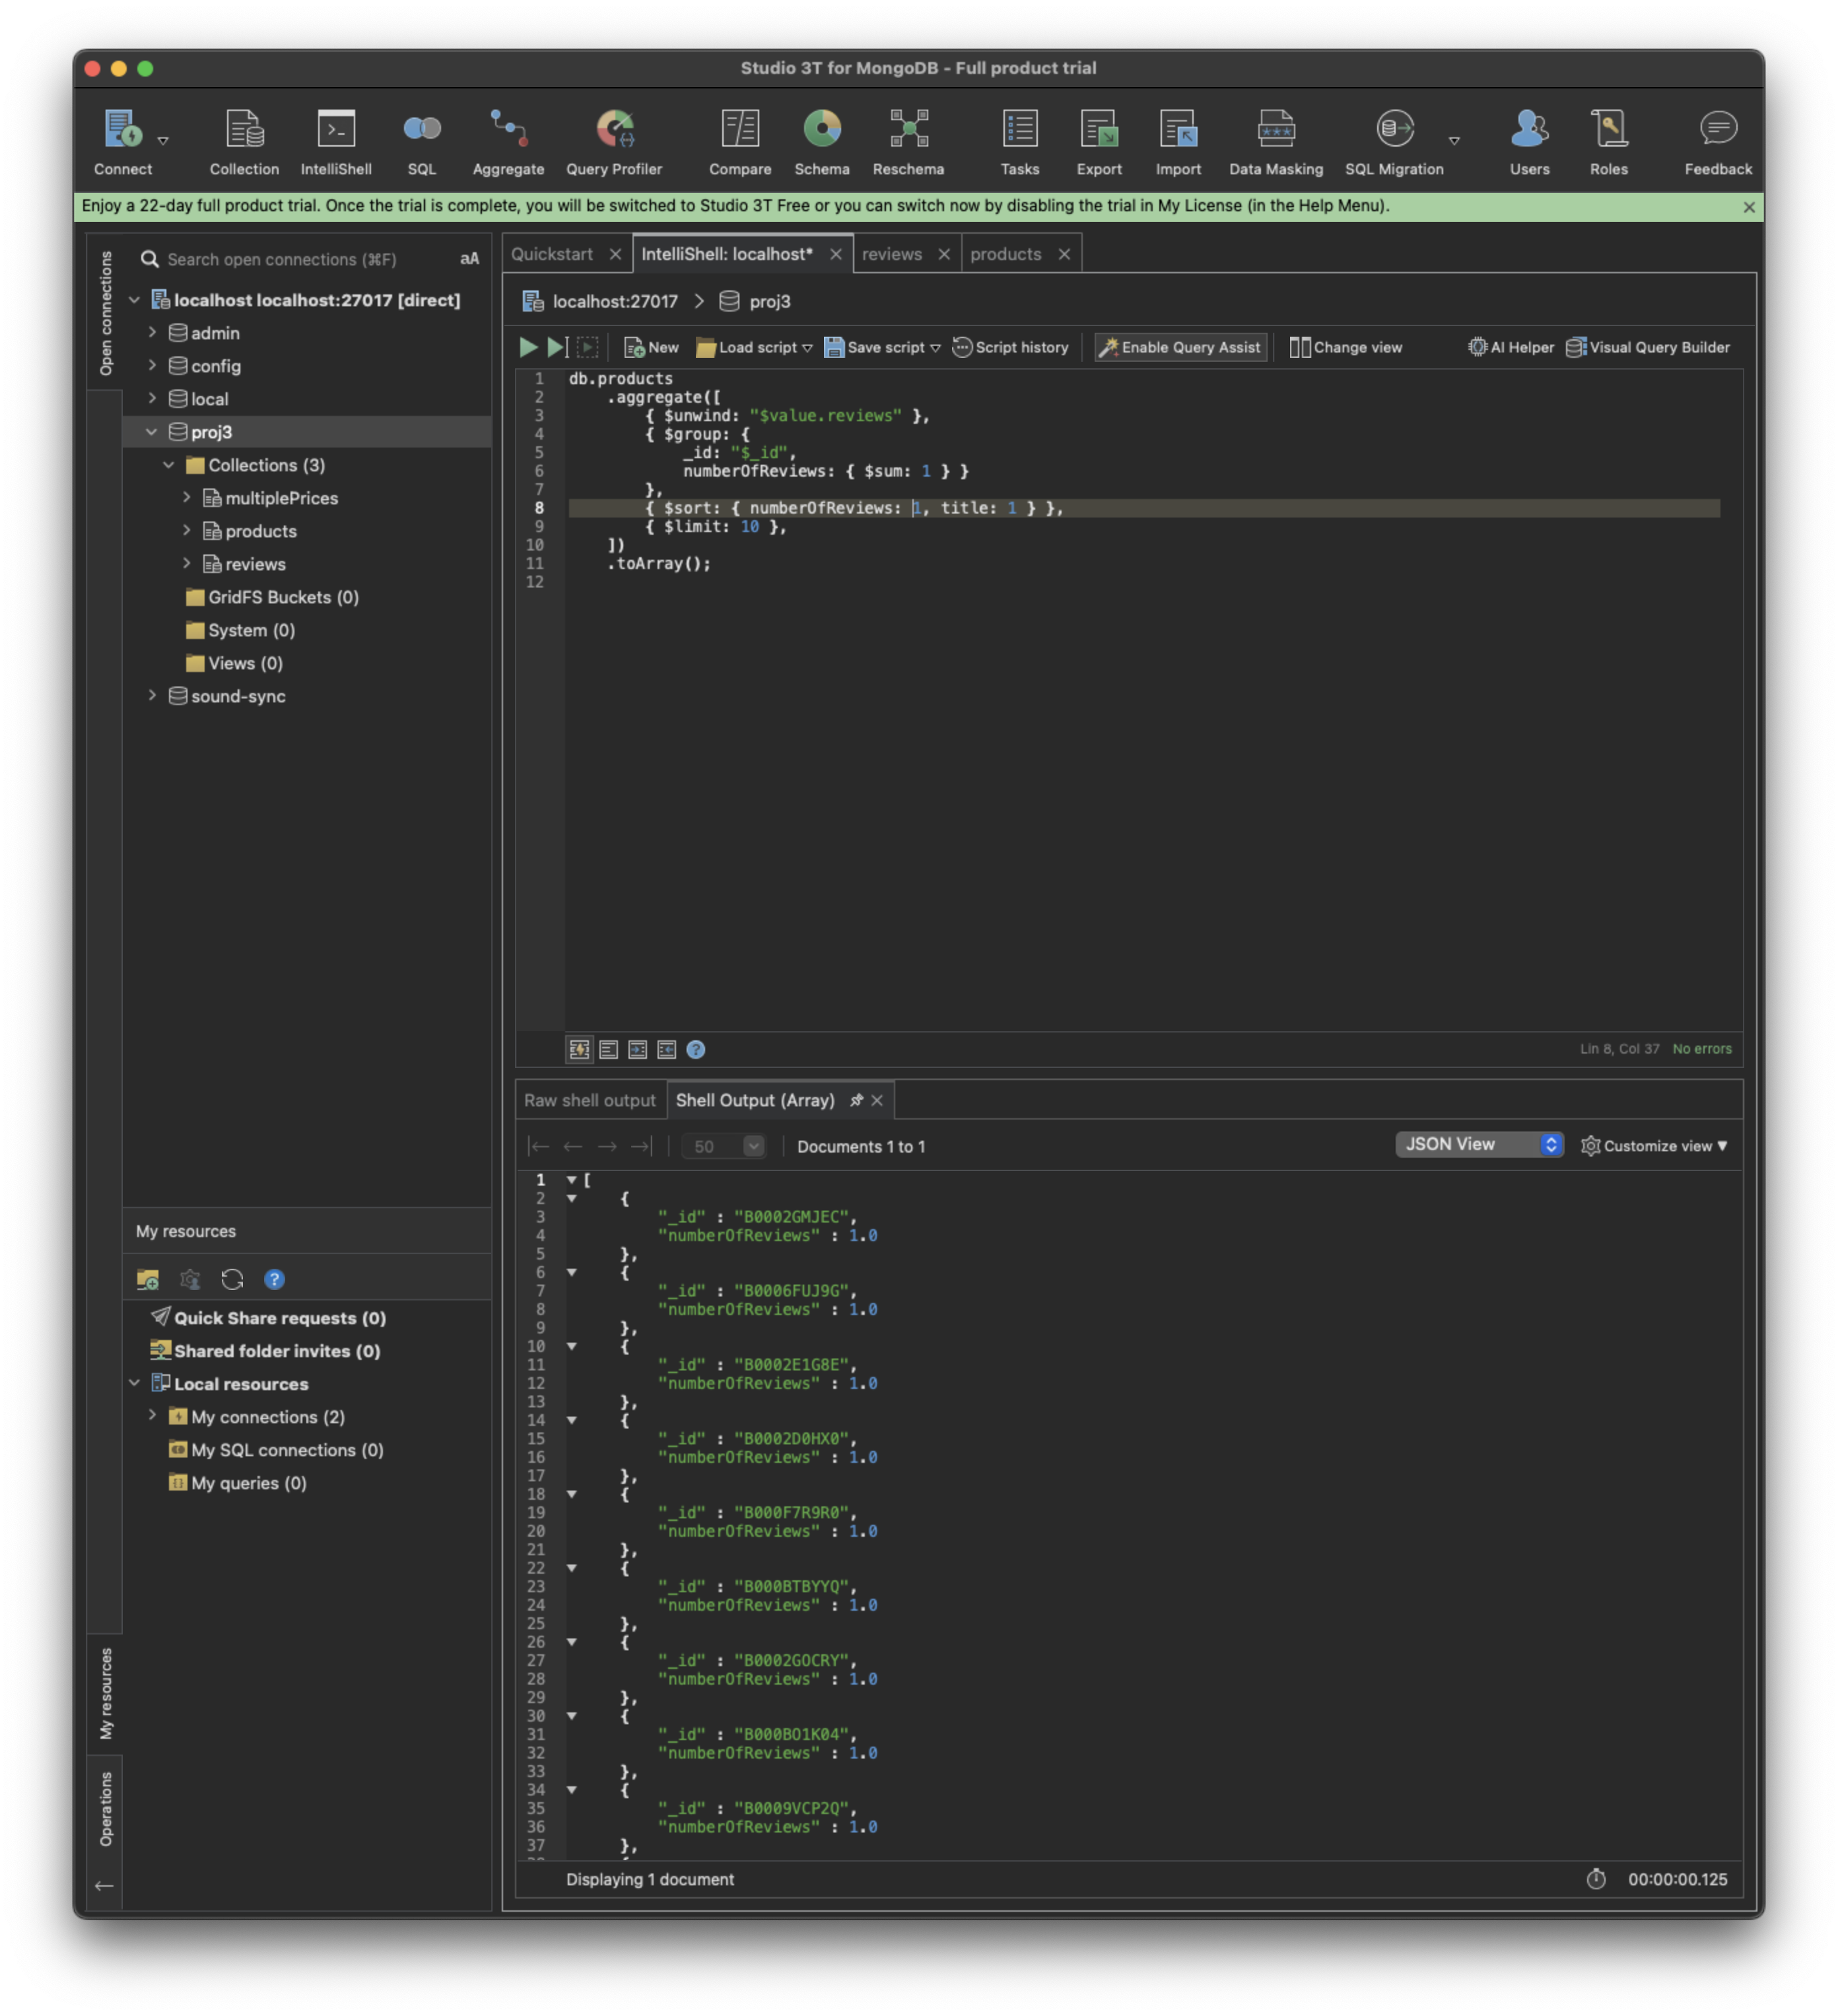 Studio 3T for MongoDB - Full product trial
Connect Collection IntelliShell SQL Aggregate Query Profiler Compare Schema Reschema Tasks Export Import Data Masking SQL Migration Users Roles Feedback
Enjoy a 22-day full product trial. Once the trial is complete, you will be switched to Studio 3T Free or you can switch now by disabling the trial in My License (in the Help Menu).
Open connections
Search open connections (⌘F) aA
localhost localhost:27017 [direct]
admin
config
local
proj3
Collections (3)
multiplePrices
products
reviews
GridFS Buckets (0)
System (0)
Views (0)
sound-sync
My resources
Quick Share requests (0)
Shared folder invites (0)
Local resources
My connections (2)
My SQL connections (0)
My queries (0)
My resources
Operations
Quickstart IntelliShell: localhost* reviews products
localhost:27017 > proj3
New Load script Save script Script history Enable Query Assist Change view AI Helper Visual Query Builder
1 db.products
2 .aggregate([
3 { $unwind: "$value.reviews" },
4 { $group: {
5 _id: "$_id",
6 numberOfReviews: { $sum: 1 } }
7 },
8 { $sort: { numberOfReviews: 1, title: 1 } },
9 { $limit: 10 },
10 ])
11 .toArray();
12
Lin 8, Col 37 No errors
Raw shell output Shell Output (Array)
50 Documents 1 to 1 JSON View Customize view
1 [
2 {
3 "_id" : "B0002GMJEC",
4 "numberOfReviews" : 1.0
5 },
6 {
7 "_id" : "B0006FUJ9G",
8 "numberOfReviews" : 1.0
9 },
10 {
11 "_id" : "B0002E1G8E",
12 "numberOfReviews" : 1.0
13 },
14 {
15 "_id" : "B0002D0HX0",
16 "numberOfReviews" : 1.0
17 },
18 {
19 "_id" : "B000F7R9R0",
20 "numberOfReviews" : 1.0
21 },
22 {
23 "_id" : "B000BTBYYQ",
24 "numberOfReviews" : 1.0
25 },
26 {
27 "_id" : "B0002GOCRY",
28 "numberOfReviews" : 1.0
29 },
30 {
31 "_id" : "B000BO1K04",
32 "numberOfReviews" : 1.0
33 },
34 {
35 "_id" : "B0009VCP2Q",
36 "numberOfReviews" : 1.0
37 },
Displaying 1 document 00:00:00.125